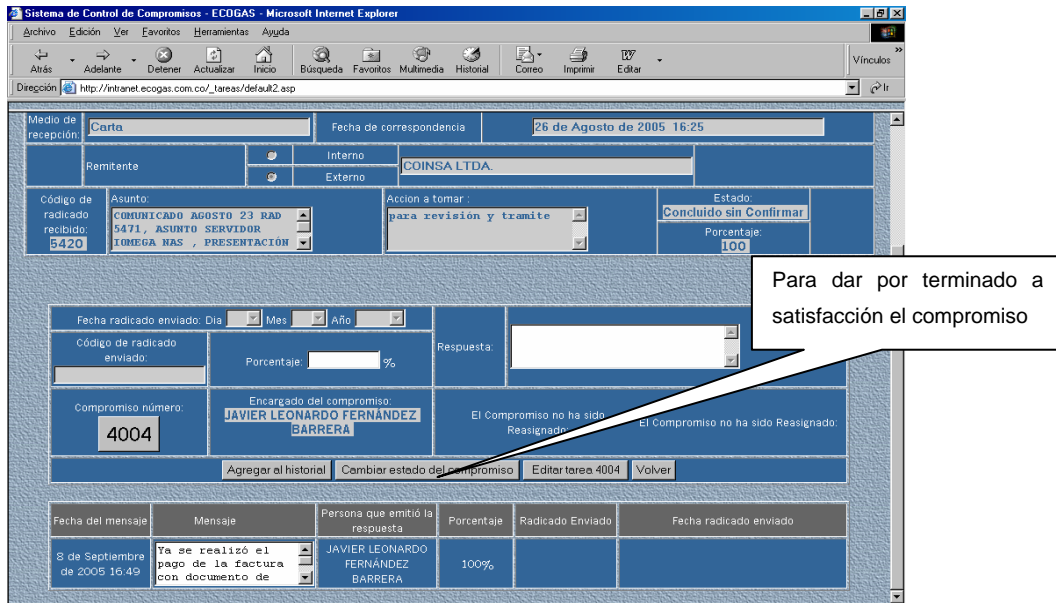 Sistema de Control de Compromisos - ECOGAS - Microsoft Internet Explorer
Archivo Edición Ver Favoritos Herramientas Ayuda
Atrás Adelante Detener Actualizar Inicio Búsqueda Favoritos Multimedia Historial Correo Imprimir Editar Vínculos »
Dirección http://intranet.ecogas.com.co/_tareas/default2.asp Ir
Medio de recepción: Carta Fecha de correspondencia 26 de Agosto de 2005 16:25
Remitente Interno COINSA LTDA.
Externo
Código de radicado recibido: 5420
Asunto:
COMUNICADO AGOSTO 23 RAD
5471, ASUNTO SERVIDOR
IOMEGA NAS , PRESENTACIÓN
Accion a tomar :
para revisión y tramite
Estado:
Concluido sin Confirmar
Porcentaje:
100
Para dar por terminado a
satisfacción el compromiso
Fecha radicado enviado: Dia Mes Año
Código de radicado
enviado:
Porcentaje: %
Respuesta:
Compromiso número:
4004
Encargado del compromiso:
JAVIER LEONARDO FERNÁNDEZ
BARRERA
El Compromiso no ha sido
Reasignado:
El Compromiso no ha sido Reasignado:
Agregar al historial Cambiar estado del compromiso Editar tarea 4004 Volver
Fecha del mensaje Mensaje Persona que emitió la respuesta Porcentaje Radicado Enviado Fecha radicado enviado
8 de Septiembre
de 2005 16:49
Ya se realizó el
pago de la factura
con documento de
JAVIER LEONARDO
FERNÁNDEZ
BARRERA
100%